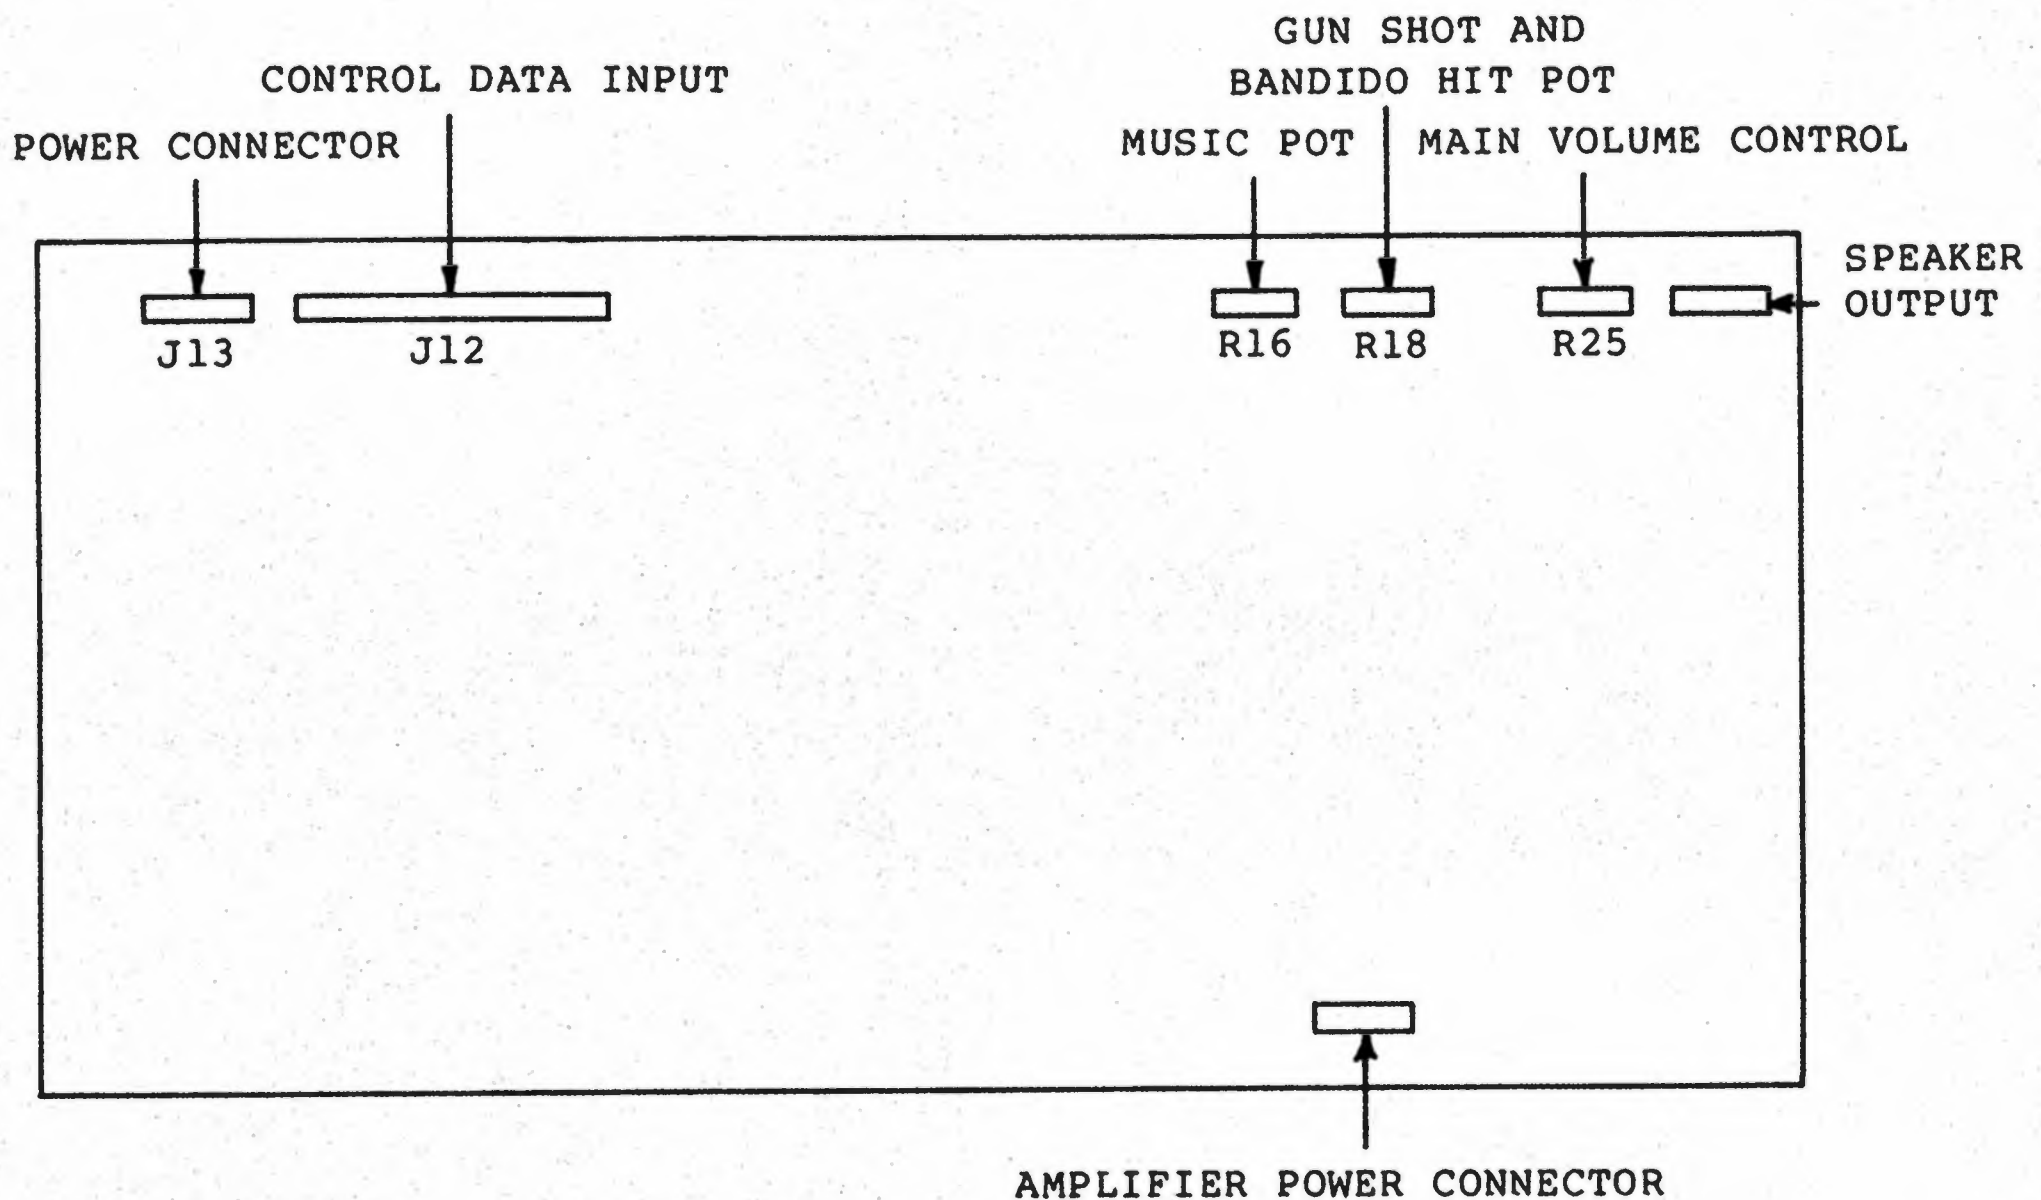 GUN SHOT AND
BANDIDO HIT POT
CONTROL DATA INPUT
POWER CONNECTOR
MUSIC POT
MAIN VOLUME CONTROL
SPEAKER
OUTPUT
J13
J12
R16
R18
R25
AMPLIFIER POWER CONNECTOR